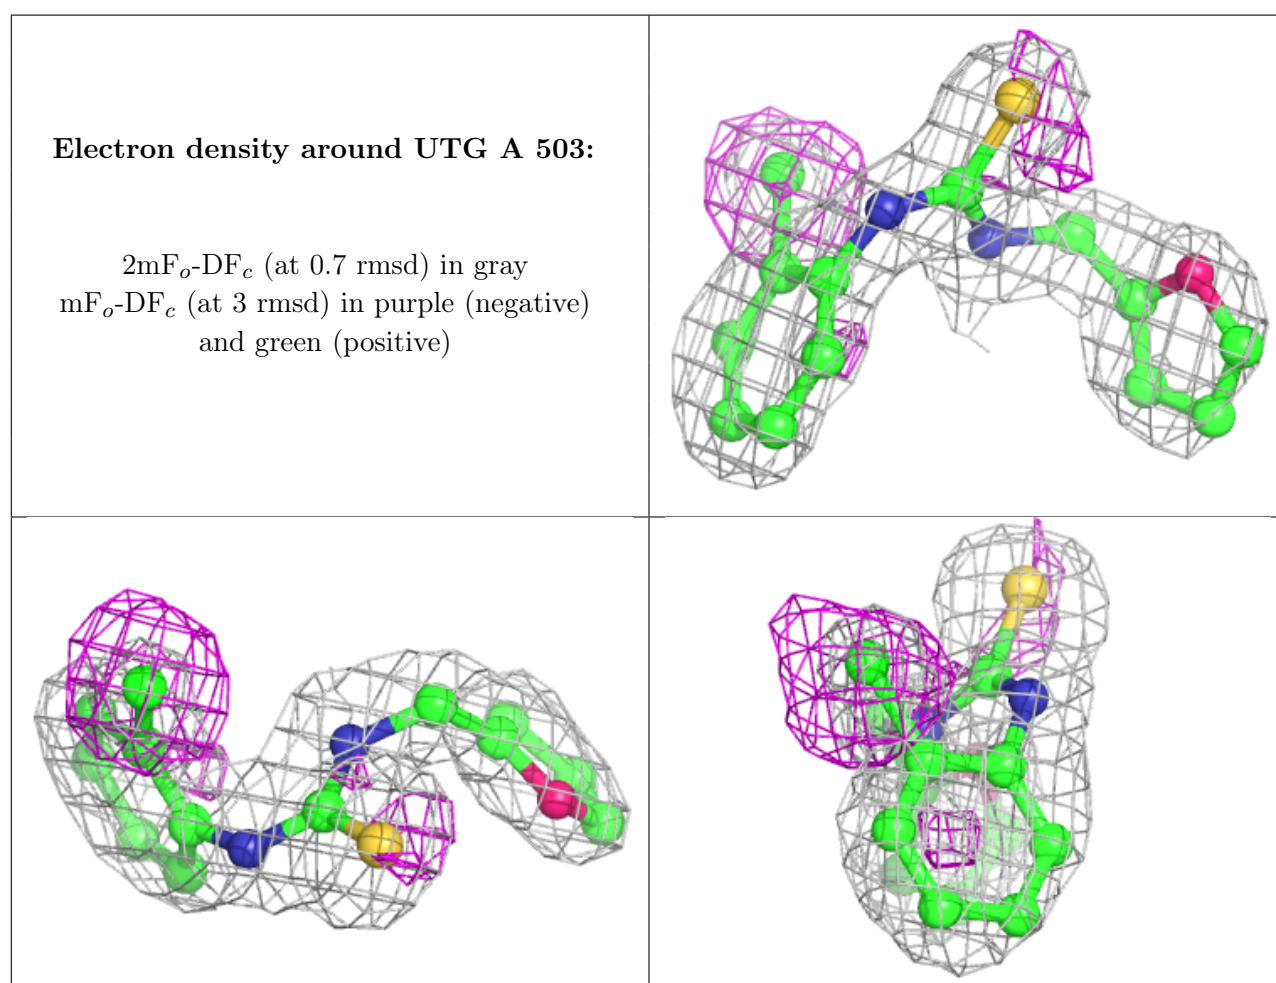 Electron density around UTG A 503:
2mFo-DFc (at 0.7 rmsd) in gray
mFo-DFc (at 3 rmsd) in purple (negative)
and green (positive)